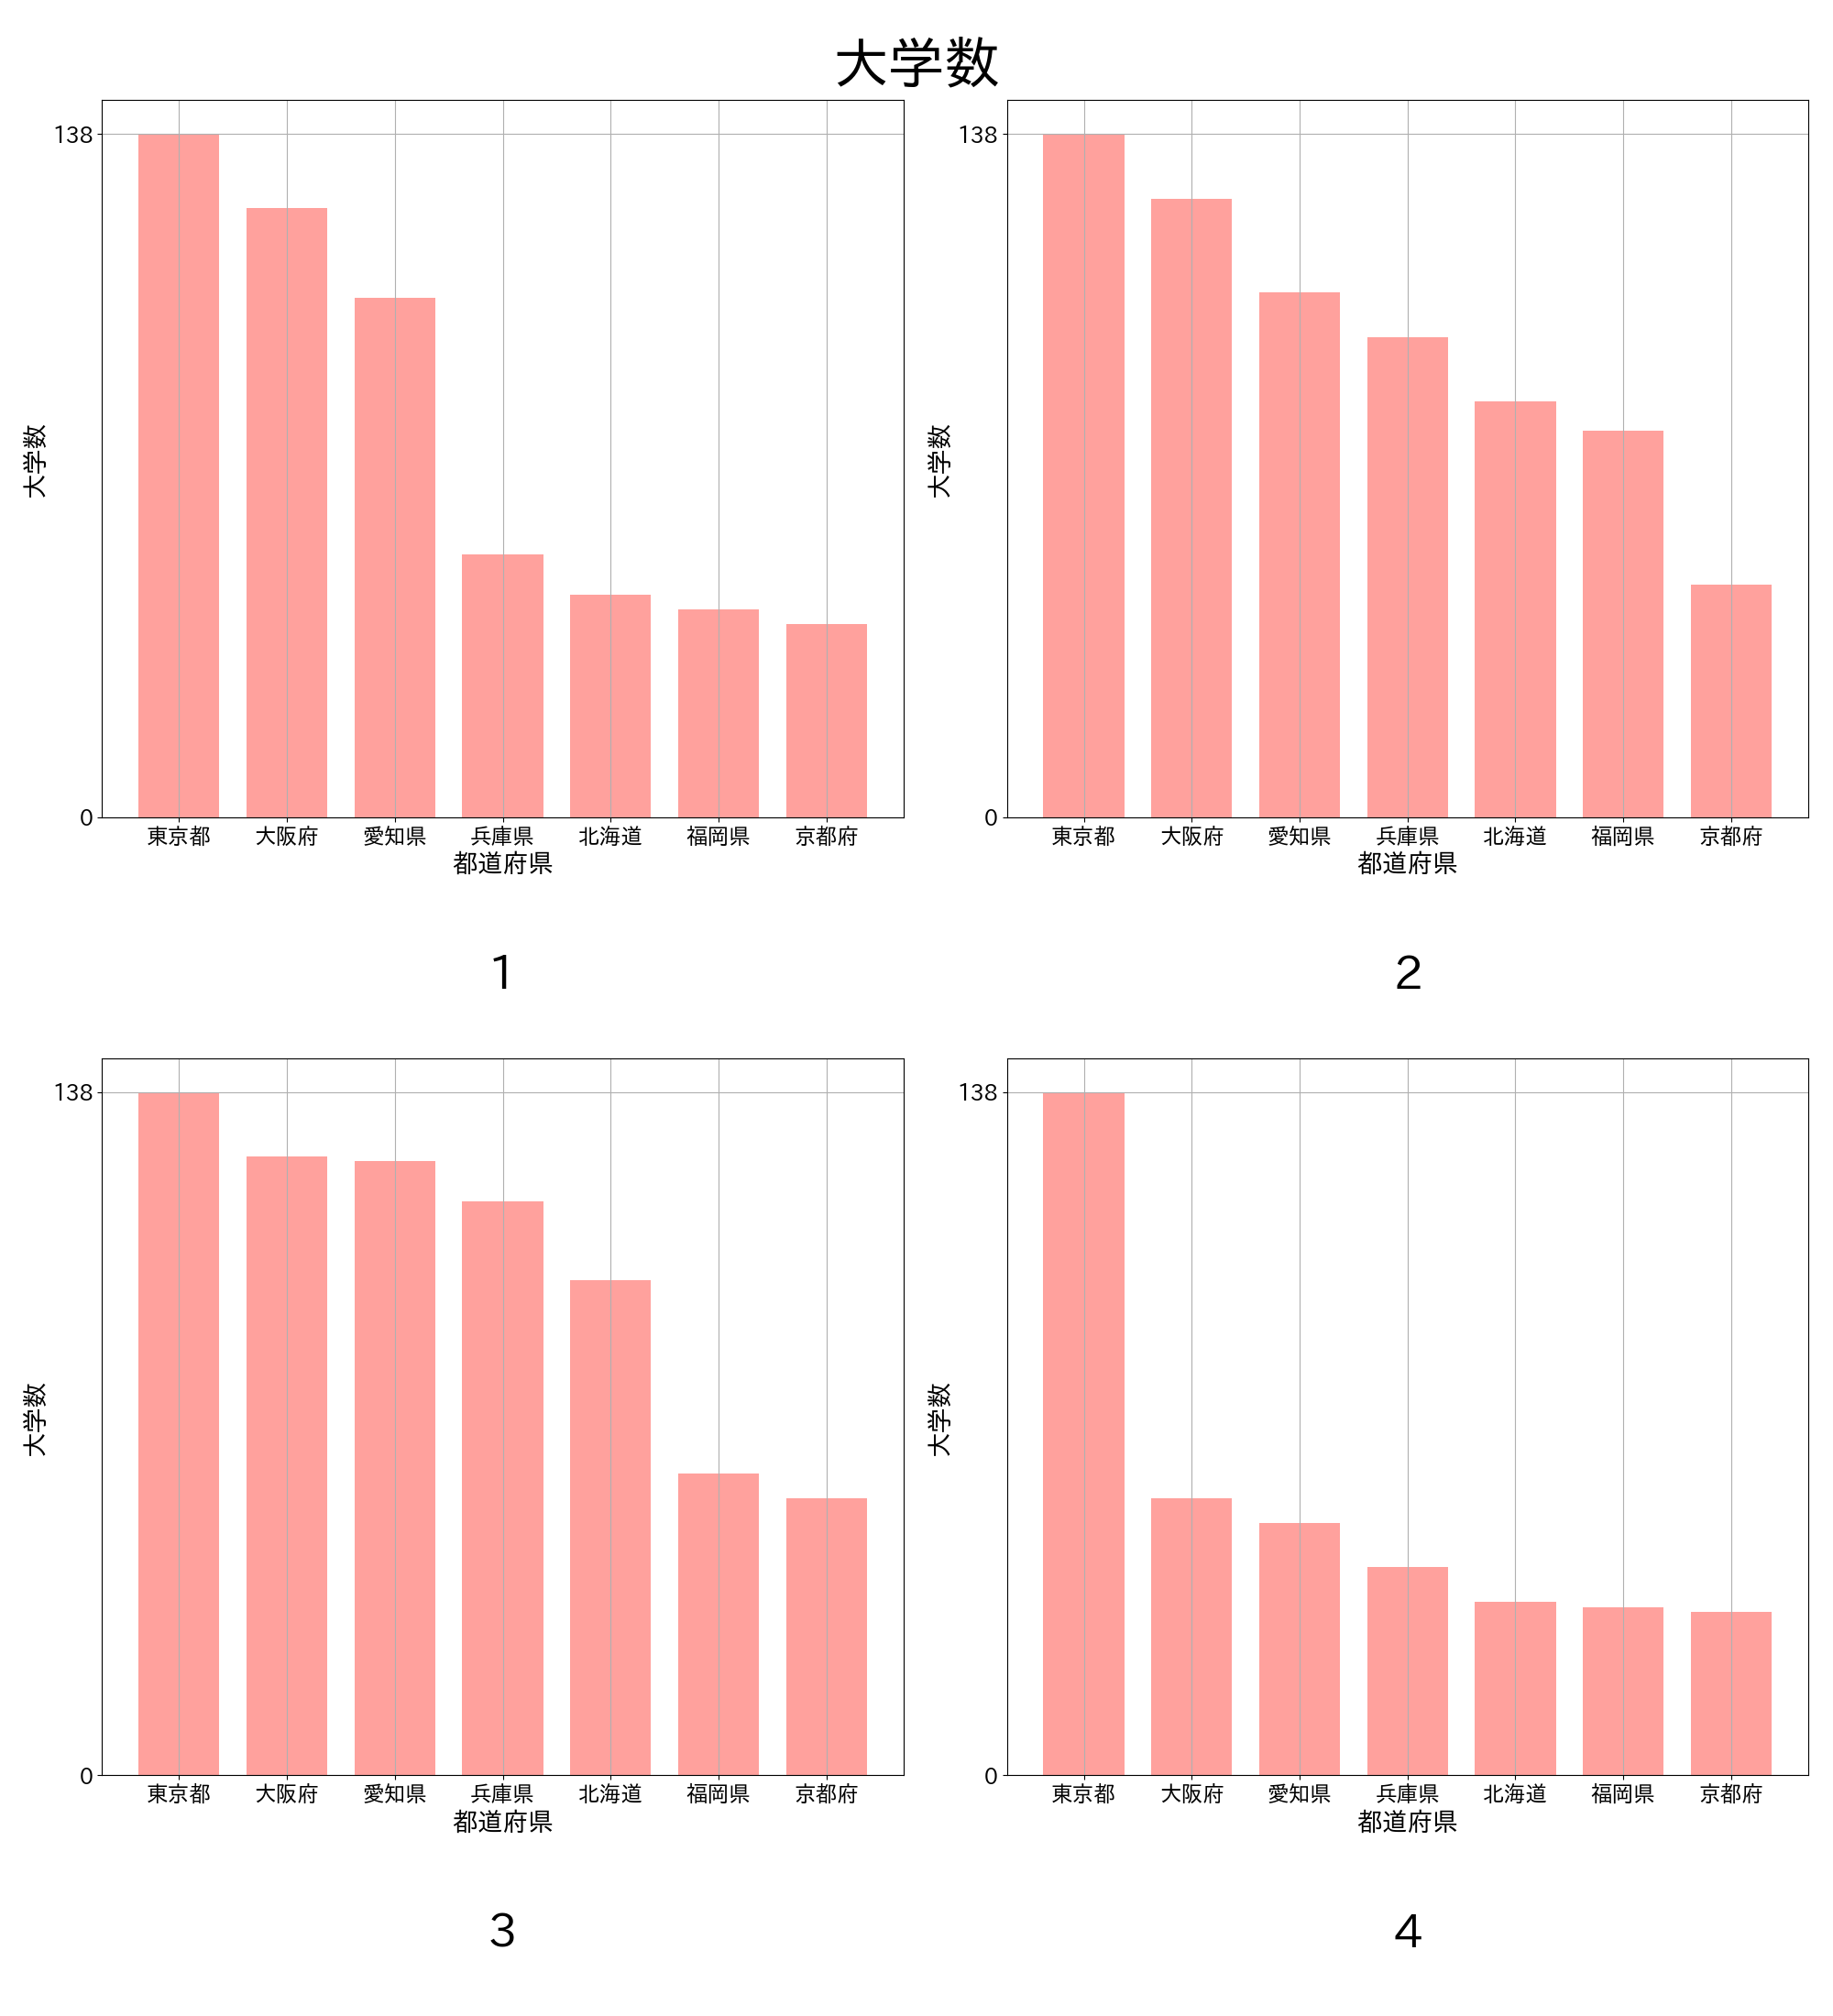 大学数
138
0
大学数
東京都 大阪府 愛知県 兵庫県 北海道 福岡県 京都府
都道府県
1
138
0
大学数
東京都 大阪府 愛知県 兵庫県 北海道 福岡県 京都府
都道府県
2
138
0
大学数
東京都 大阪府 愛知県 兵庫県 北海道 福岡県 京都府
都道府県
3
138
0
大学数
東京都 大阪府 愛知県 兵庫県 北海道 福岡県 京都府
都道府県
4